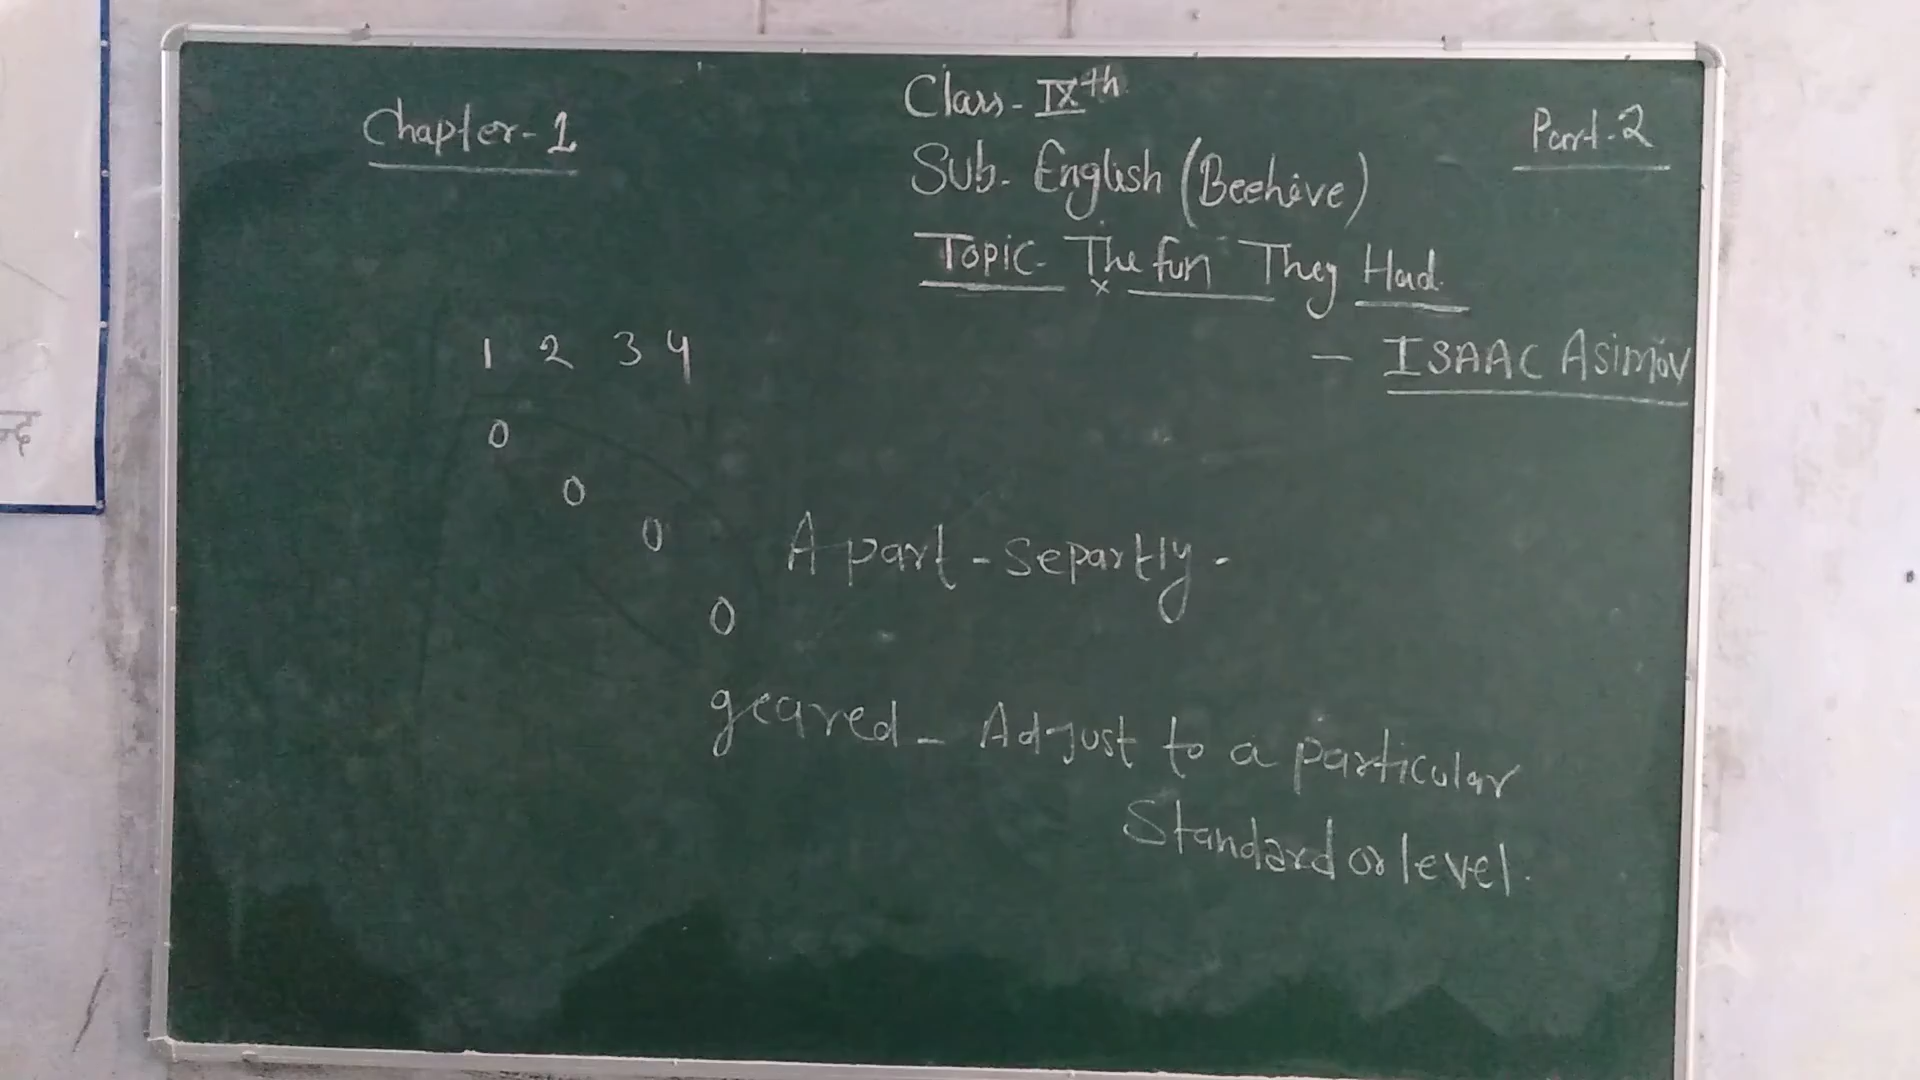 Chapter-1
Class- IXth
Part-2
Sub- English (Beehive)
Topic- The fun They Had.
1 2 3 4
- ISAAC Asimov
0
0
0
Apart - separtly.
0
geared - Adjust to a particular
Standard or level.